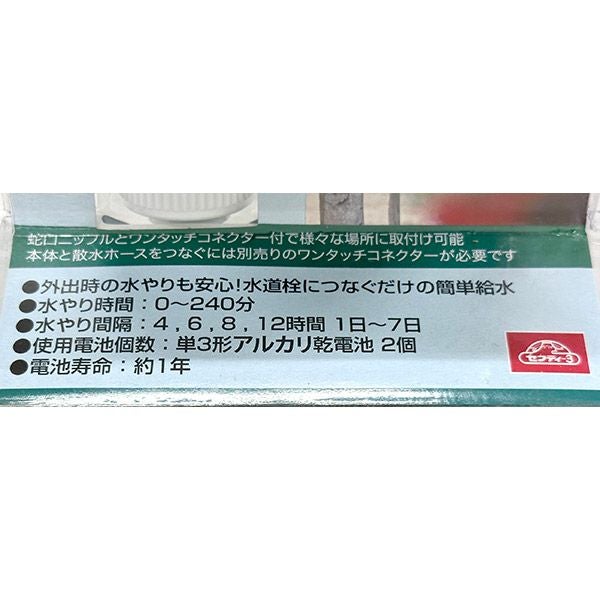 蛇口ニップルとワンタッチコネクター付で様々な場所に取付け可能
本体と散水ホースをつなぐには別売りのワンタッチコネクターが必要です
●外出時の水やりも安心!水道栓につなぐだけの簡単給水
●水やり時間：0〜240分
●水やり間隔：4,6,8,12時間 1日〜7日
●使用電池個数：単3形アルカリ乾電池 2個
●電池寿命：約1年
セフティー3